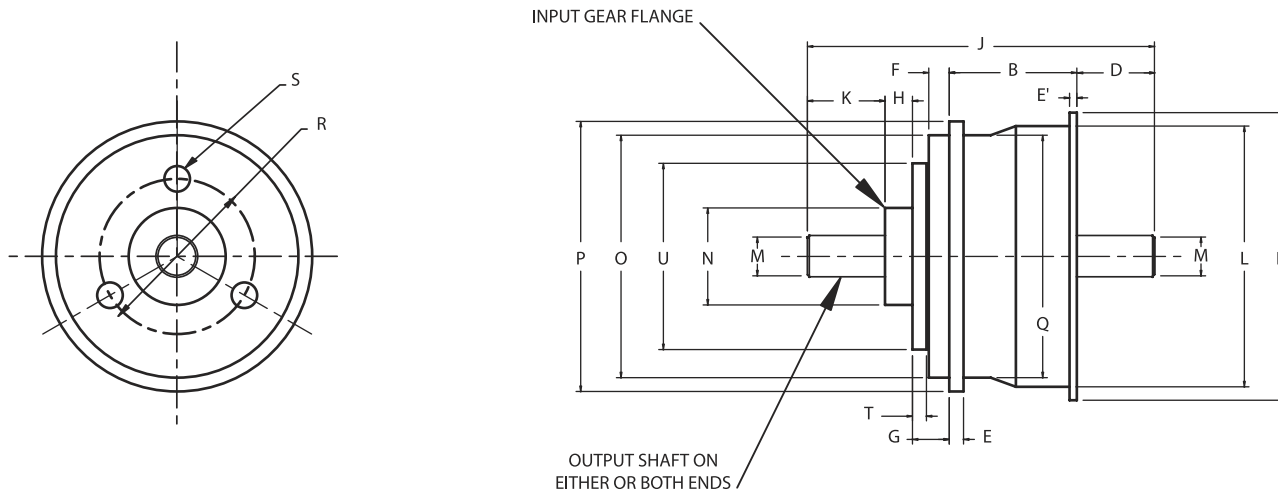 INPUT GEAR FLANGE
J
F
B
D
S
E'
K
H
R
P
O
U
N
M
M
L
Q
T
G
E
OUTPUT SHAFT ON
EITHER OR BOTH ENDS